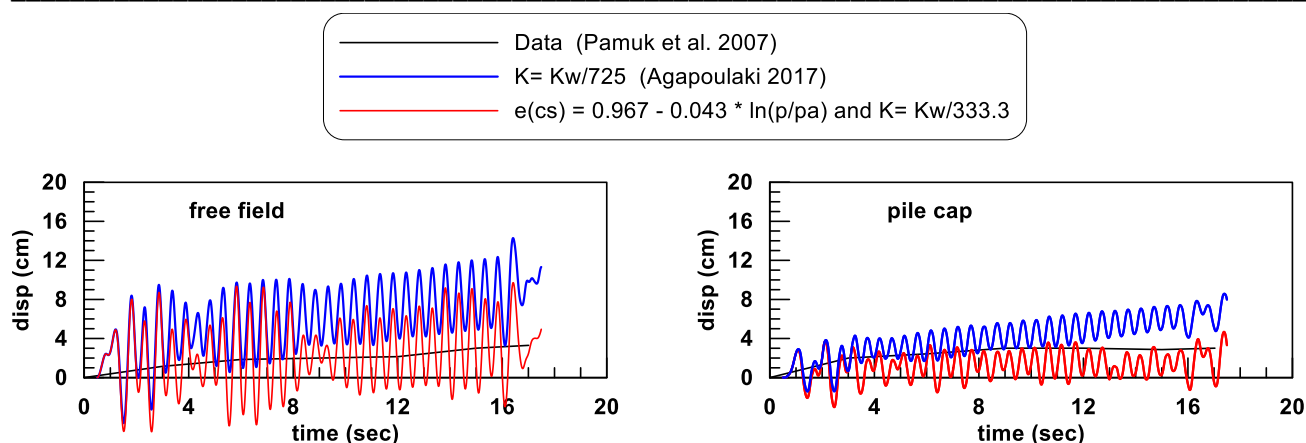 Data (Pamuk et al. 2007)
K= Kw/725 (Agapoulaki 2017)
e(cs) = 0.967 - 0.043 * ln(p/pa) and K= Kw/333.3
20
16
12
8
4
0
disp (cm)
free field
0 4 8 12 16 20
time (sec)
20
16
12
8
4
0
disp (cm)
pile cap
0 4 8 12 16 20
time (sec)